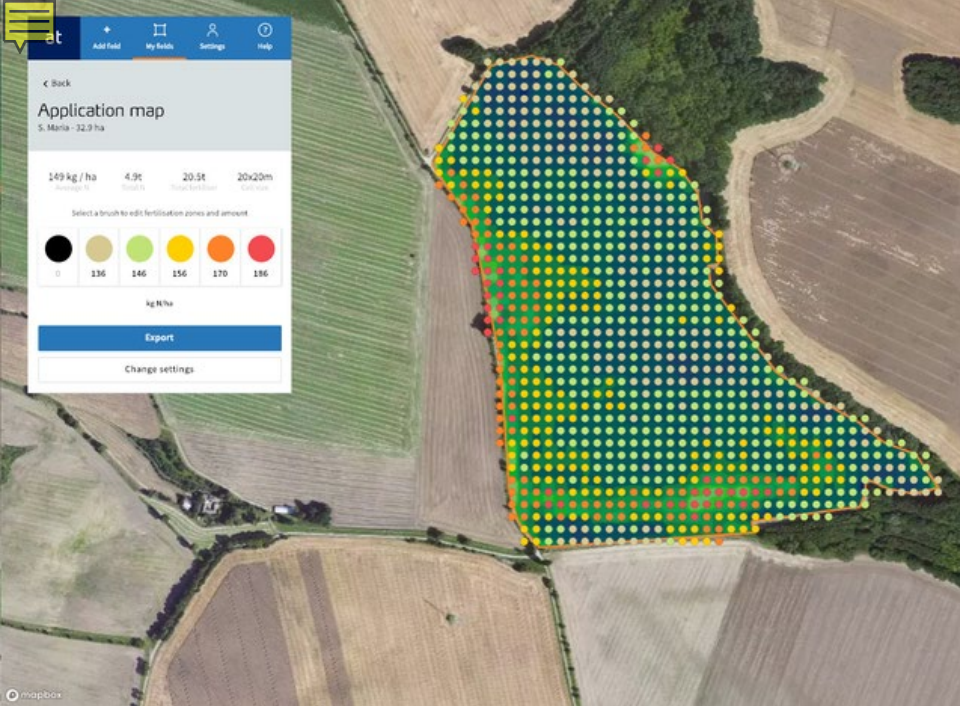 at
Add field
My fields
Settings
Help
< Back
Application map
S. Maria - 32.9 ha
149 kg / ha
4.9t
20.5t
20x20m
Average N
Total N
Total fertiliser
Cell size
Select a brush to edit fertilisation zones and amount
0
136
146
156
170
186
kg N/ha
Export
Change settings
mapbox